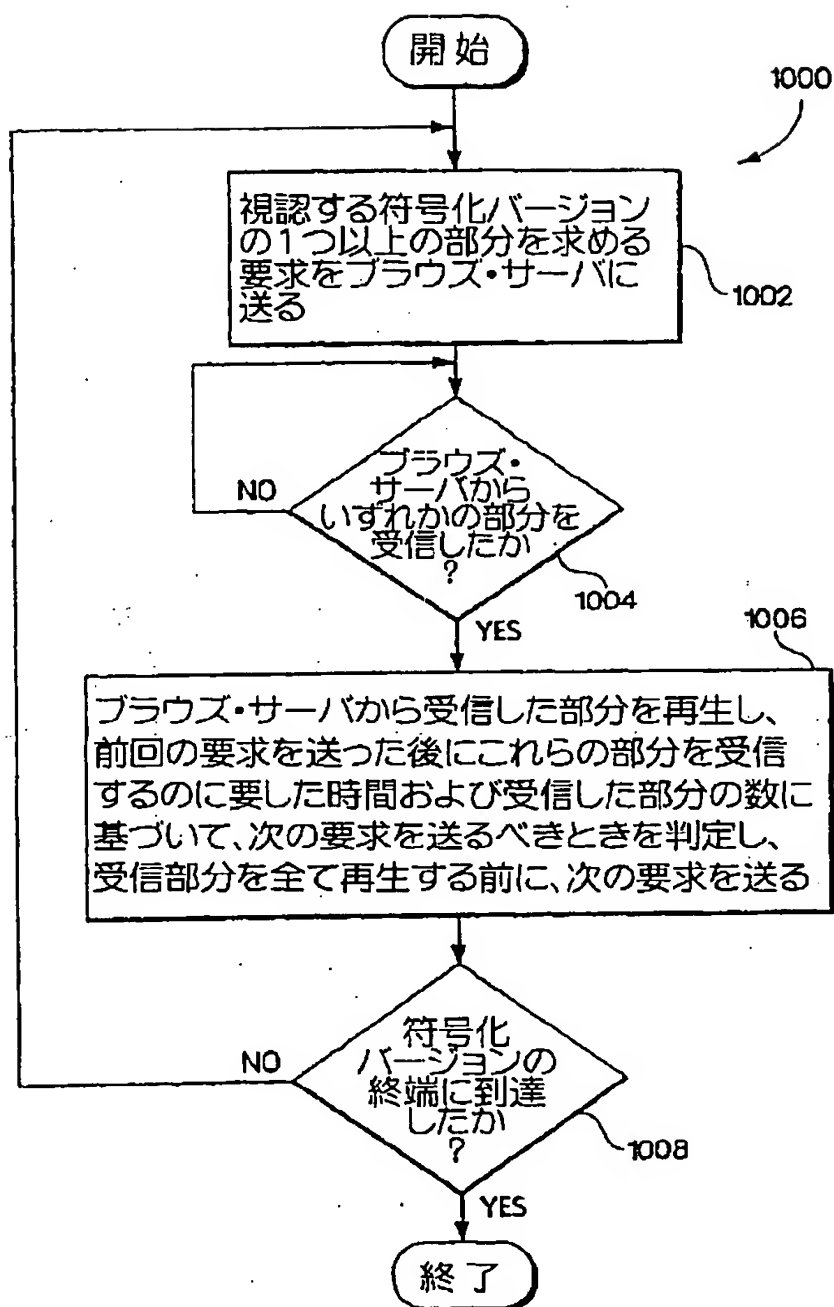 開始
1000
視認する符号化バージョン
の1つ以上の部分を求める
要求をブラウズ・サーバに
送る
1002
ブラウズ・
サーバから
いずれかの部分を
受信したか
?
NO
1004
YES
1006
ブラウズ・サーバから受信した部分を再生し、
前回の要求を送った後にこれらの部分を受信
するのに要した時間および受信した部分の数に
基づいて、次の要求を送るべきときを判定し、
受信部分を全て再生する前に、次の要求を送る
符号化
バージョンの
終端に到達
したか
?
NO
1008
YES
終了